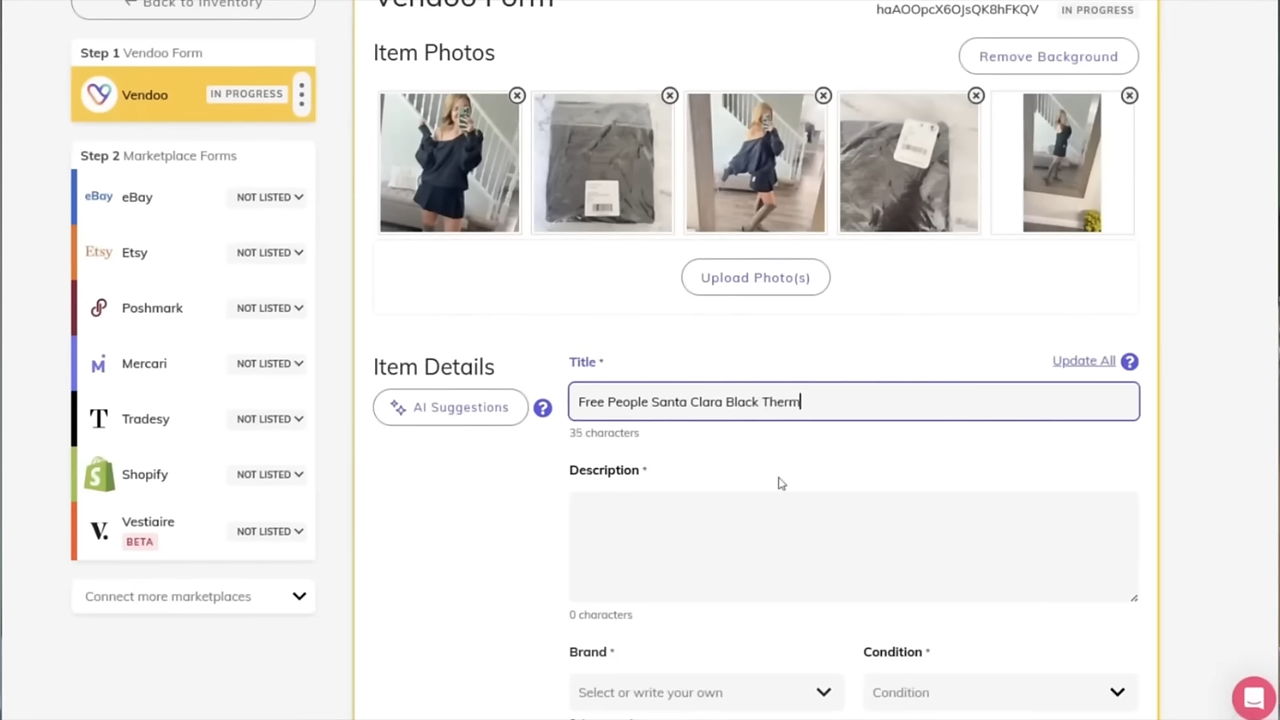 ← Back to Inventory
Step 1 Vendoo Form
Vendoo
IN PROGRESS
Step 2 Marketplace Forms
eBay eBay NOT LISTED
Etsy Etsy NOT LISTED
Poshmark NOT LISTED
Mercari NOT LISTED
T Tradesy NOT LISTED
Shopify NOT LISTED
V. Vestiaire NOT LISTED
BETA
Connect more marketplaces
Vendoo Form
haAOOpcX6OJsQK8hFKQV IN PROGRESS
Item Photos
Remove Background
Upload Photo(s)
Item Details
AI Suggestions ?
Title *
Update All ?
Free People Santa Clara Black Therm
35 characters
Description *
0 characters
Brand *
Select or write your own
Condition *
Condition